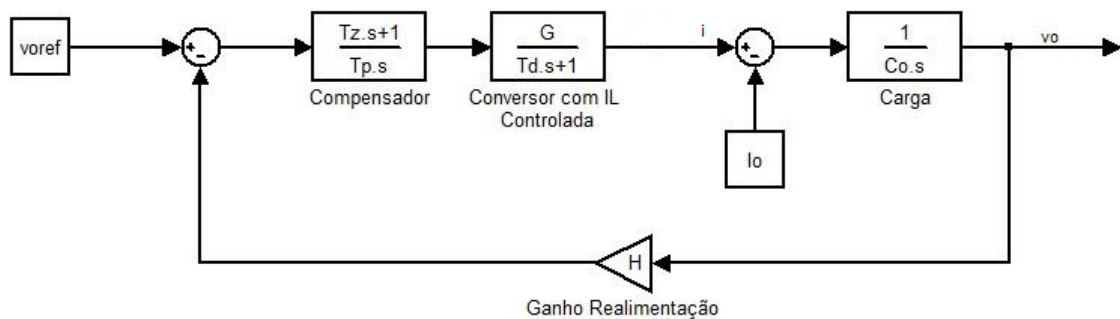 voref
+
-
Tz.s+1
Tp.s
Compensador
G
Td.s+1
Conversor com IL
Controlada
i
+
-
Io
1
Co.s
Carga
vo
H
Ganho Realimentação